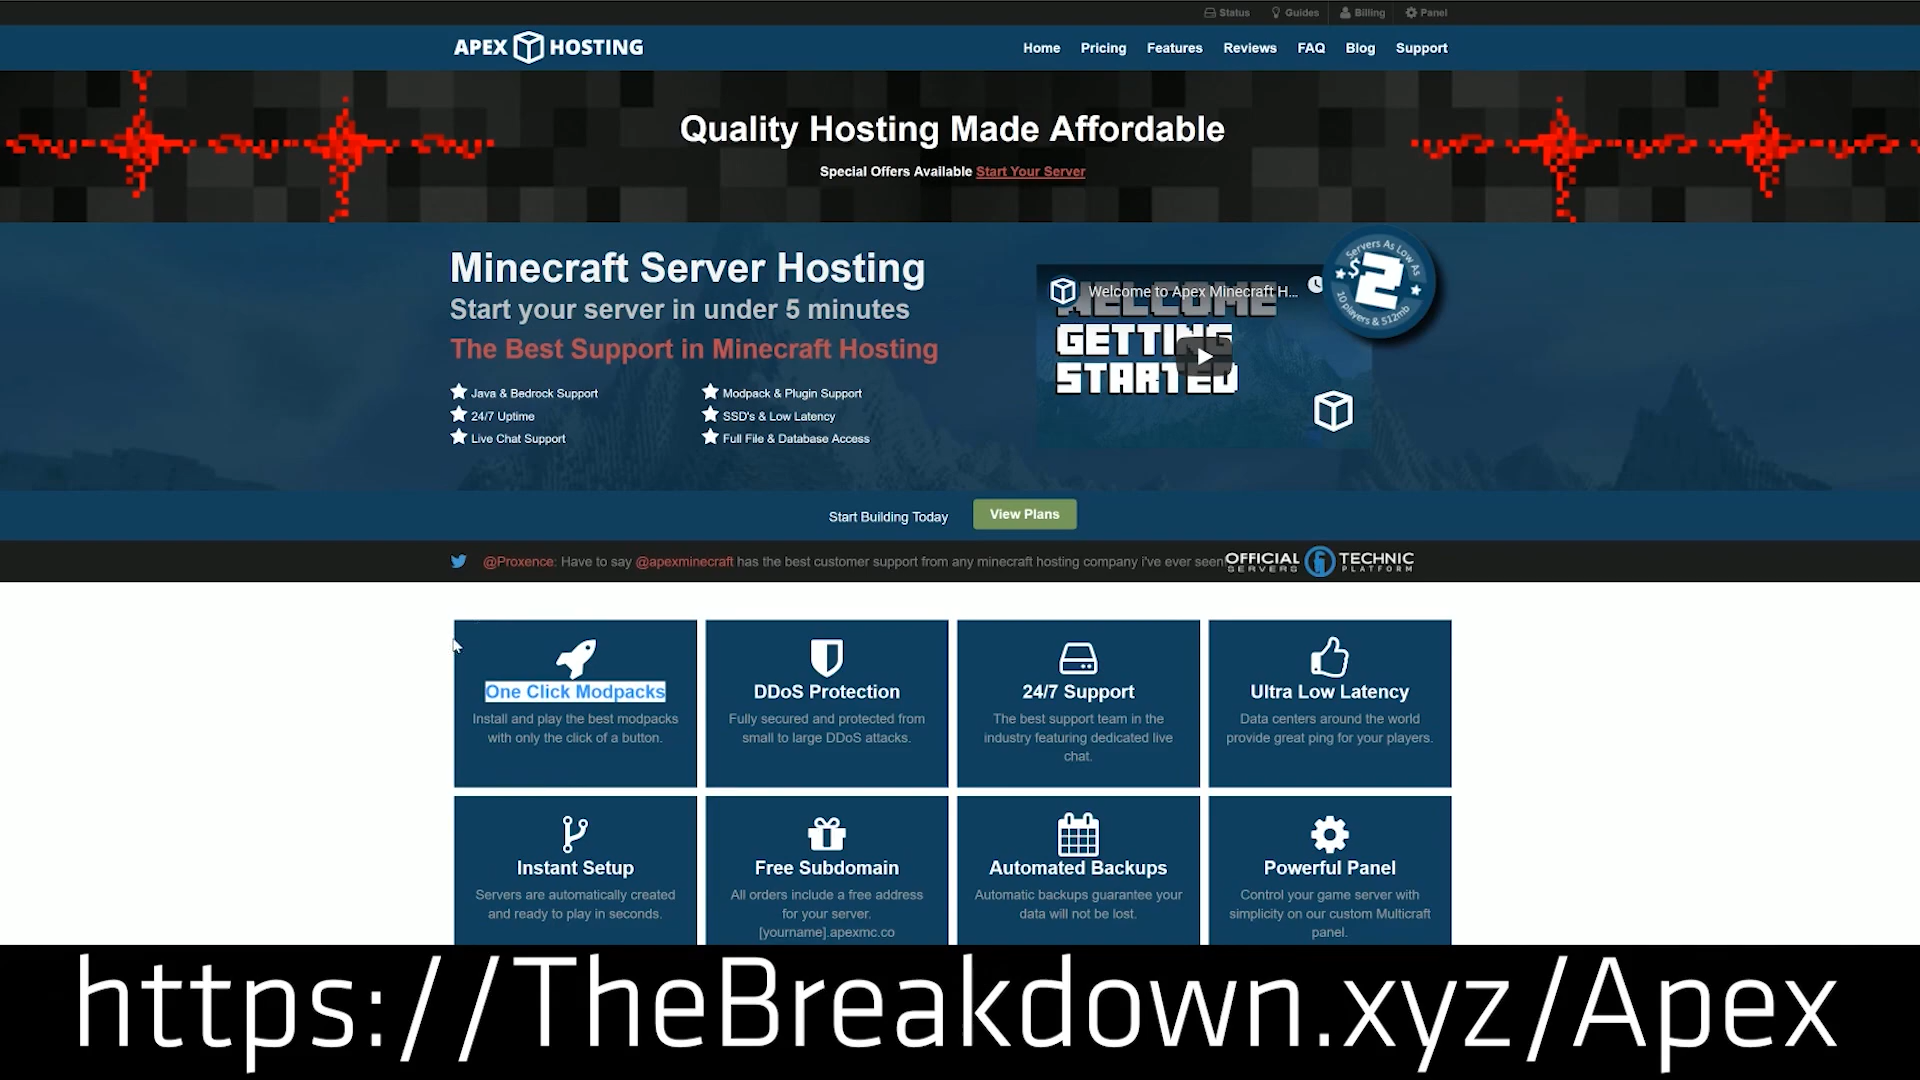 Status Guides Billing Panel
APEX HOSTING
Home Pricing Features Reviews FAQ Blog Support
Quality Hosting Made Affordable
Special Offers Available Start Your Server
Minecraft Server Hosting
Start your server in under 5 minutes
The Best Support in Minecraft Hosting
Java & Bedrock Support
24/7 Uptime
Live Chat Support
Modpack & Plugin Support
SSD's & Low Latency
Full File & Database Access
Welcome to Apex Minecraft H...
WELCOME
GETTING
STARTED
Servers As Low As
$2
10 players & 512mb
Start Building Today
View Plans
@Proxence: Have to say @apexminecraft has the best customer support from any minecraft hosting company i've ever seen
OFFICIAL SERVERS
TECHNIC PLATFORM
One Click Modpacks
Install and play the best modpacks
with only the click of a button.
DDoS Protection
Fully secured and protected from
small to large DDoS attacks.
24/7 Support
The best support team in the
industry featuring dedicated live
chat.
Ultra Low Latency
Data centers around the world
provide great ping for your players.
Instant Setup
Servers are automatically created
and ready to play in seconds.
Free Subdomain
All orders include a free address
for your server.
[yourname].apexmc.co
Automated Backups
Automatic backups guarantee your
data will not be lost.
Powerful Panel
Control your game server with
simplicity on our custom Multicraft
panel.
https://TheBreakdown.xyz/Apex